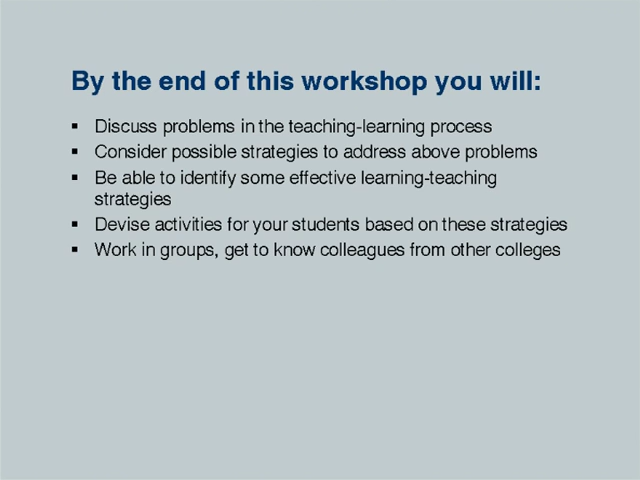 By the end of this workshop you will:
▪ Discuss problems in the teaching-learning process
▪ Consider possible strategies to address above problems
▪ Be able to identify some effective learning-teaching
strategies
▪ Devise activities for your students based on these strategies
▪ Work in groups, get to know colleagues from other colleges